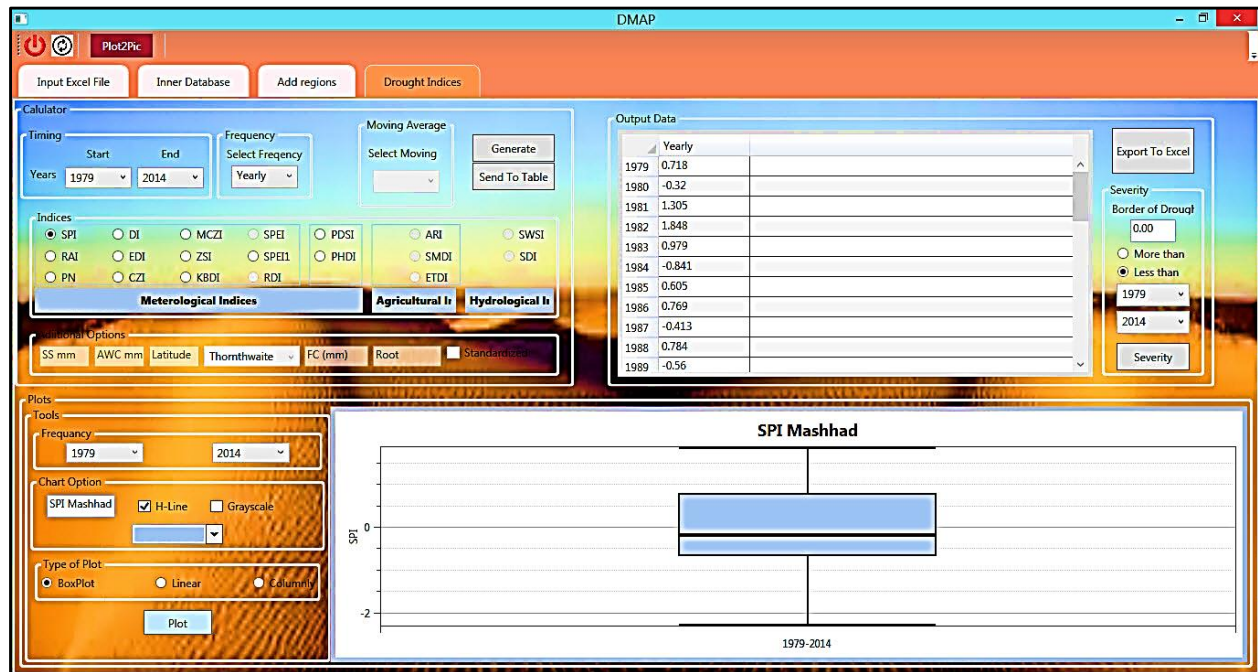 DMAP
Plot2Pic
Input Excel File
Inner Database
Add regions
Drought Indices
Calulator
Timing
Start End
Years 1979 2014
Frequency
Select Freqency
Yearly
Moving Average
Select Moving
Generate
Send To Table
Indices
SPI DI MCZI SPEI PDSI ARI SWSI
RAI EDI ZSI SPEI1 PHDI SMDI SDI
PN CZI KBDI RDI ETDI
Meterological Indices Agricultural Ir Hydrological Iı
Additional Options
SS mm AWC mm Latitude Thornthwaite FC (mm) Root Standardized
Output Data
Yearly
1979 0.718
1980 -0.32
1981 1.305
1982 1.848
1983 0.979
1984 -0.841
1985 0.605
1986 0.769
1987 -0.413
1988 0.784
1989 -0.56
Export To Excel
Severity
Border of Drougt
0.00
More than
Less than
1979
2014
Severity
Plots
Tools
Frequancy
1979 2014
Chart Option
SPI Mashhad H-Line Grayscale
Type of Plot
BoxPlot Linear Columnly
Plot
SPI Mashhad
SPI
0
-2
1979-2014